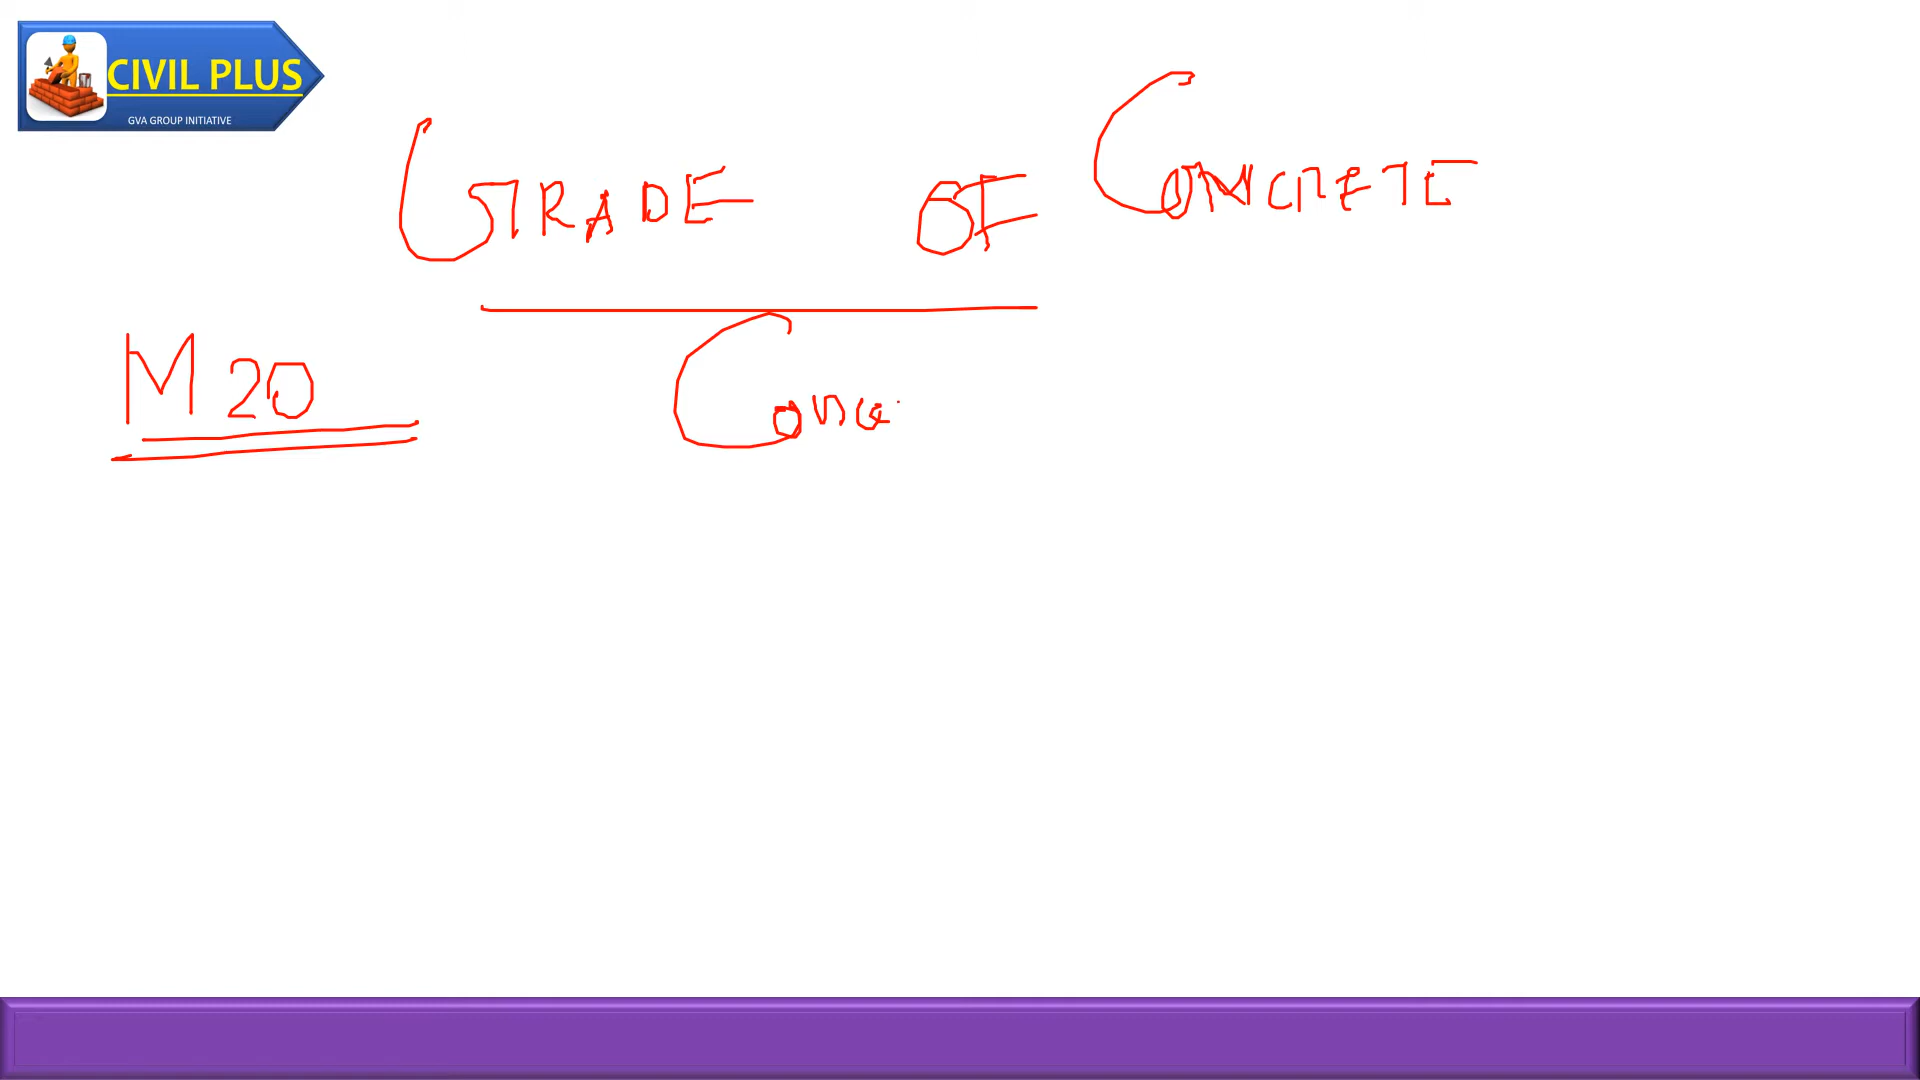 CIVIL PLUS
GVA GROUP INITIATIVE
GRADE OF CONCRETE
M20